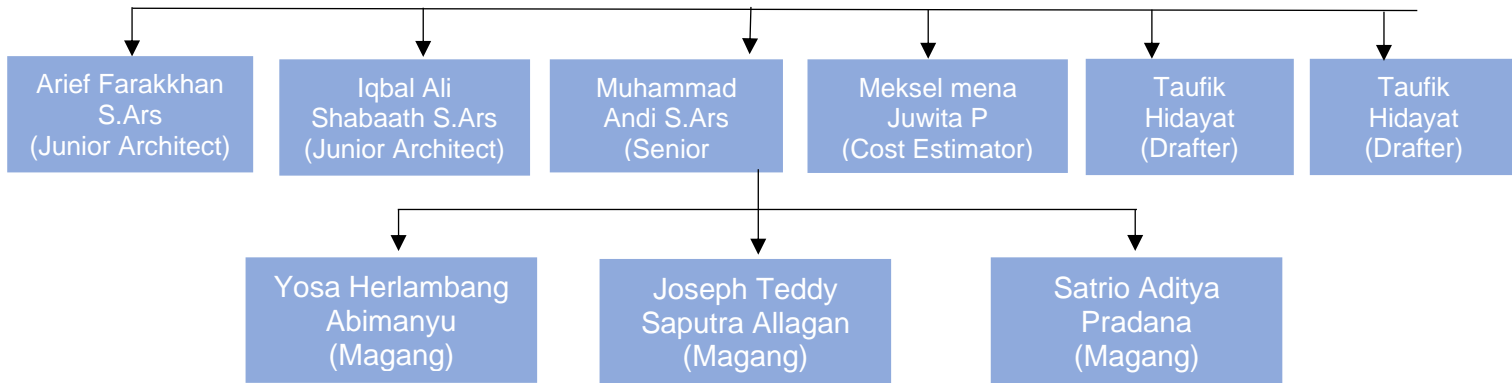 Arief Farakkhan
S.Ars
(Junior Architect)
Iqbal Ali
Shabaath S.Ars
(Junior Architect)
Muhammad
Andi S.Ars
(Senior
Meksel mena
Juwita P
(Cost Estimator)
Taufik
Hidayat
(Drafter)
Taufik
Hidayat
(Drafter)
Yosa Herlambang
Abimanyu
(Magang)
Joseph Teddy
Saputra Allagan
(Magang)
Satrio Aditya
Pradana
(Magang)